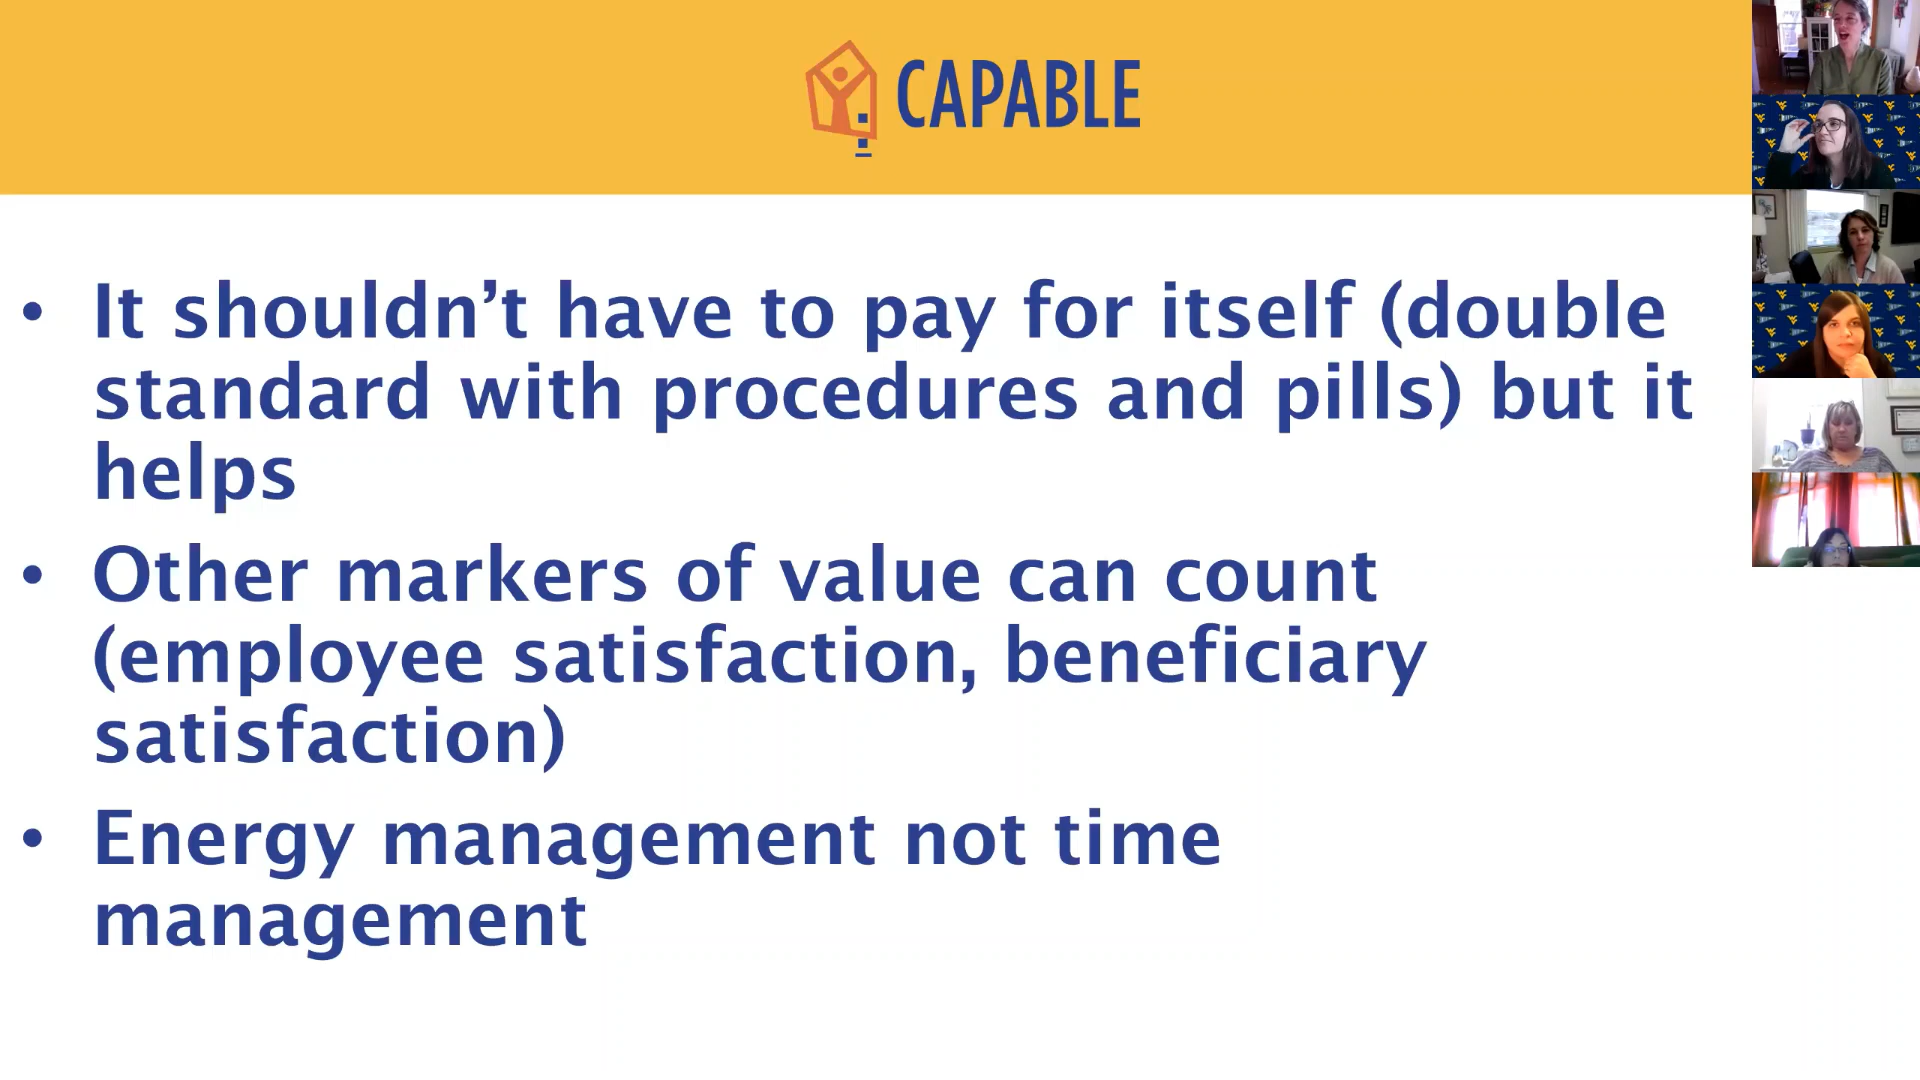 CAPABLE
• It shouldn’t have to pay for itself (double
standard with procedures and pills) but it
helps
• Other markers of value can count
(employee satisfaction, beneficiary
satisfaction)
• Energy management not time
management